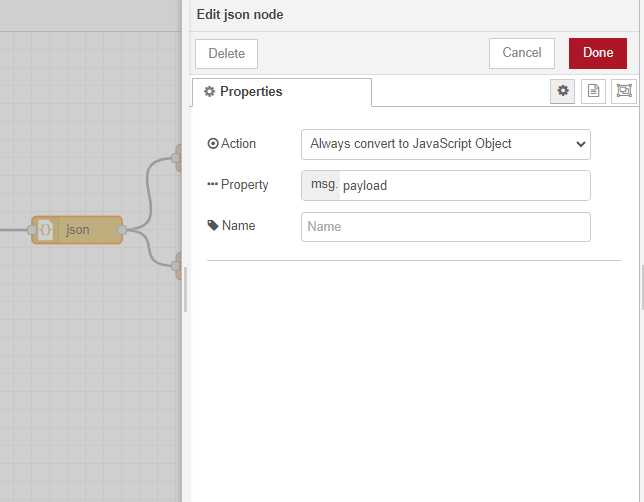 Edit json node
Delete
Cancel
Done
Properties
Action
Always convert to JavaScript Object
Property
msg. payload
Name
Name
{} json